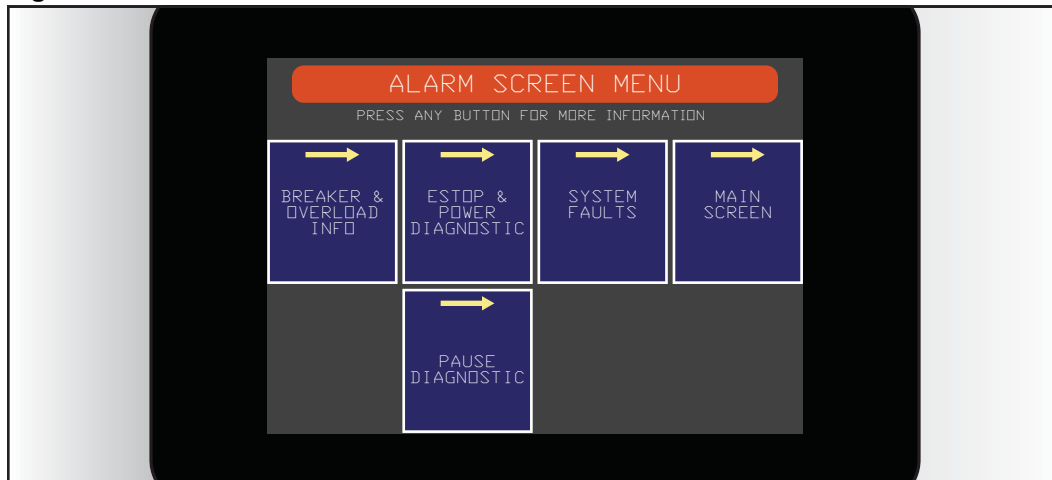 ALARM SCREEN MENU
PRESS ANY BUTTON FOR MORE INFORMATION
BREAKER &
OVERLOAD
INFO
ESTOP &
POWER
DIAGNOSTIC
SYSTEM
FAULTS
MAIN
SCREEN
PAUSE
DIAGNOSTIC